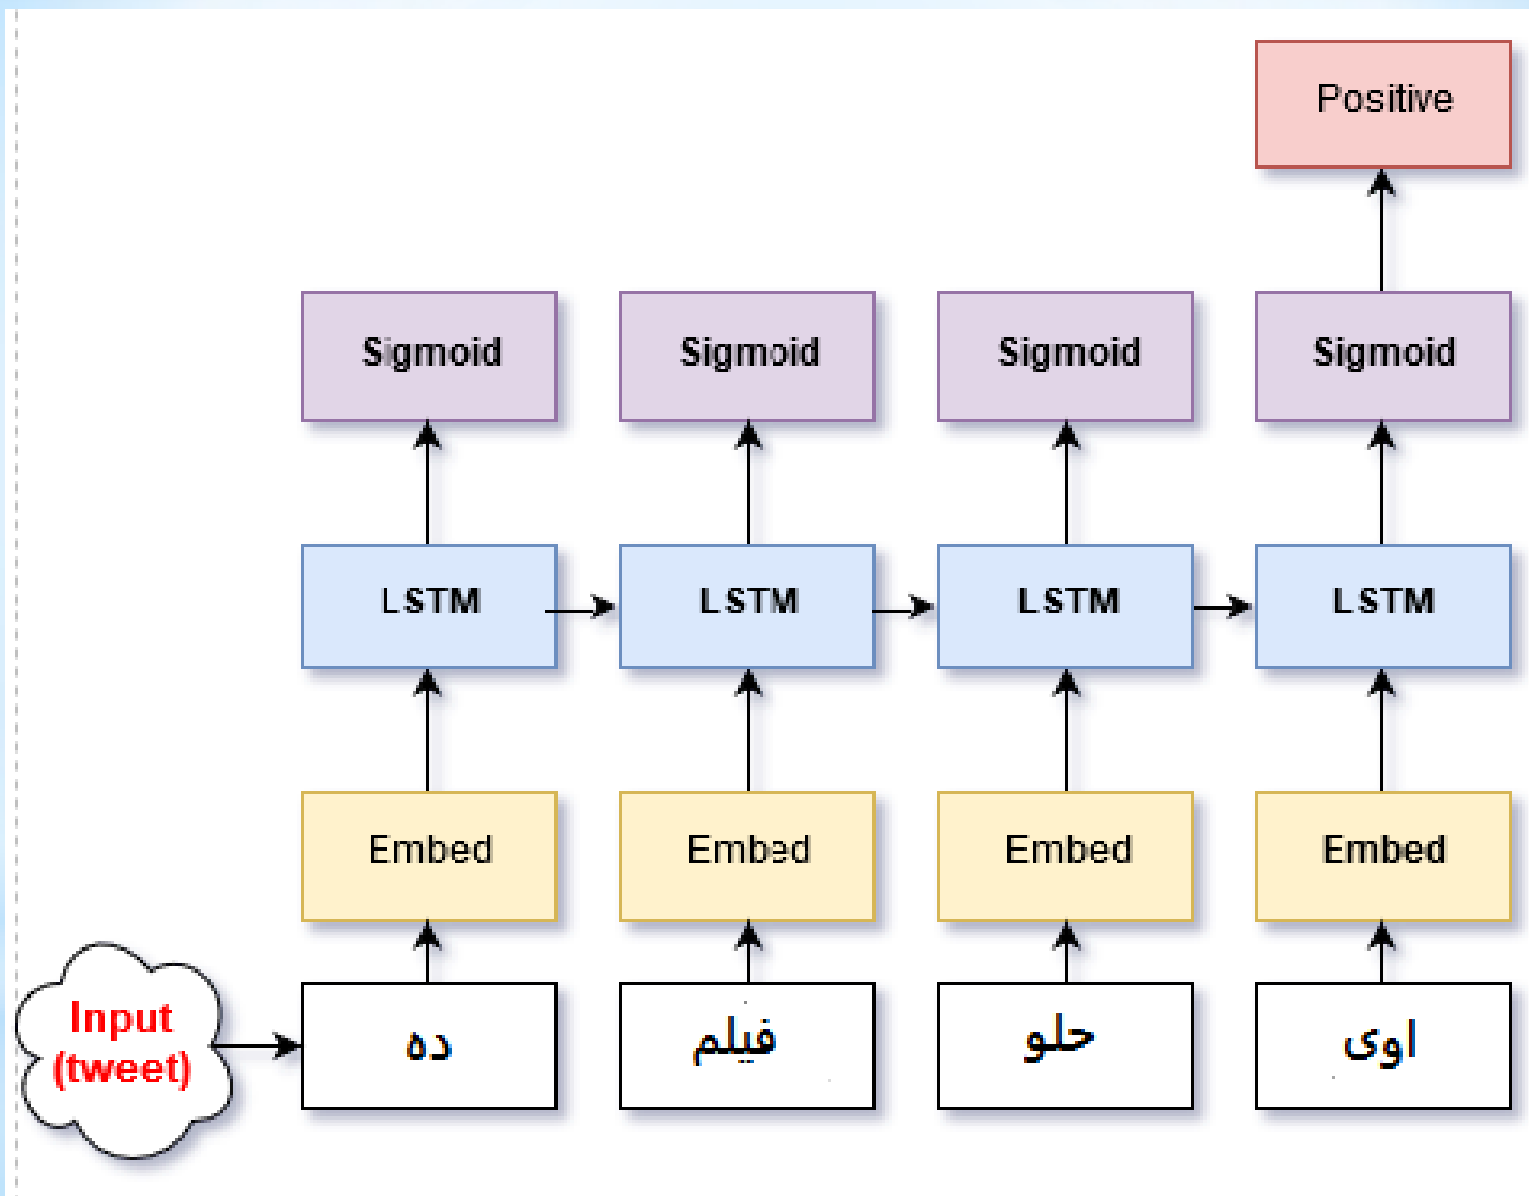 Positive
Sigmoid
Sigmoid
Sigmoid
Sigmoid
LSTM
LSTM
LSTM
LSTM
Embed
Embed
Embed
Embed
Input
(tweet)
ده
فيلم
حلو
اوى